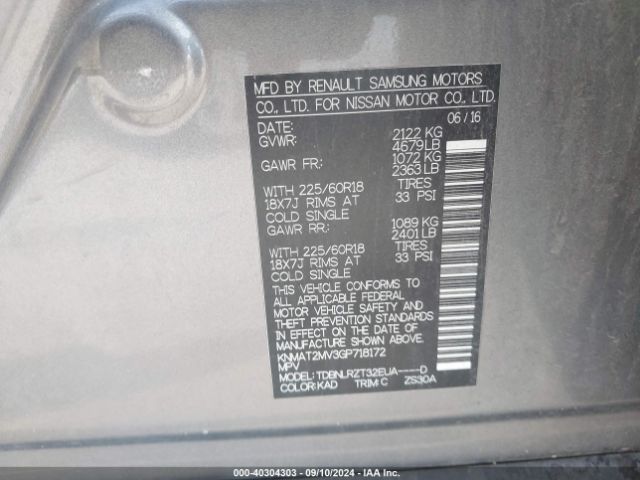 MFD BY RENAULT SAMSUNG MOTORS
CO., LTD. FOR NISSAN MOTOR CO., LTD.
DATE: 06 / 16
GVWR: 2122 KG
4679 LB
GAWR FR: 1072 KG
2363 LB
WITH 225/60R18 TIRES
18X7J RIMS AT 33 PSI
COLD SINGLE
GAWR RR: 1089 KG
2401 LB
WITH 225/60R18 TIRES
18X7J RIMS AT 33 PSI
COLD SINGLE
THIS VEHICLE CONFORMS TO
ALL APPLICABLE FEDERAL
MOTOR VEHICLE SAFETY AND
THEFT PREVENTION STANDARDS
IN EFFECT ON THE DATE OF
MANUFACTURE SHOWN ABOVE.
KNMAT2MV3GP718172
MPV
MODEL: TDBNLRZT32EUA----D
COLOR: KAD TRIM: C ZS30A
000-40304303 - 09/10/2024 - IAA Inc.